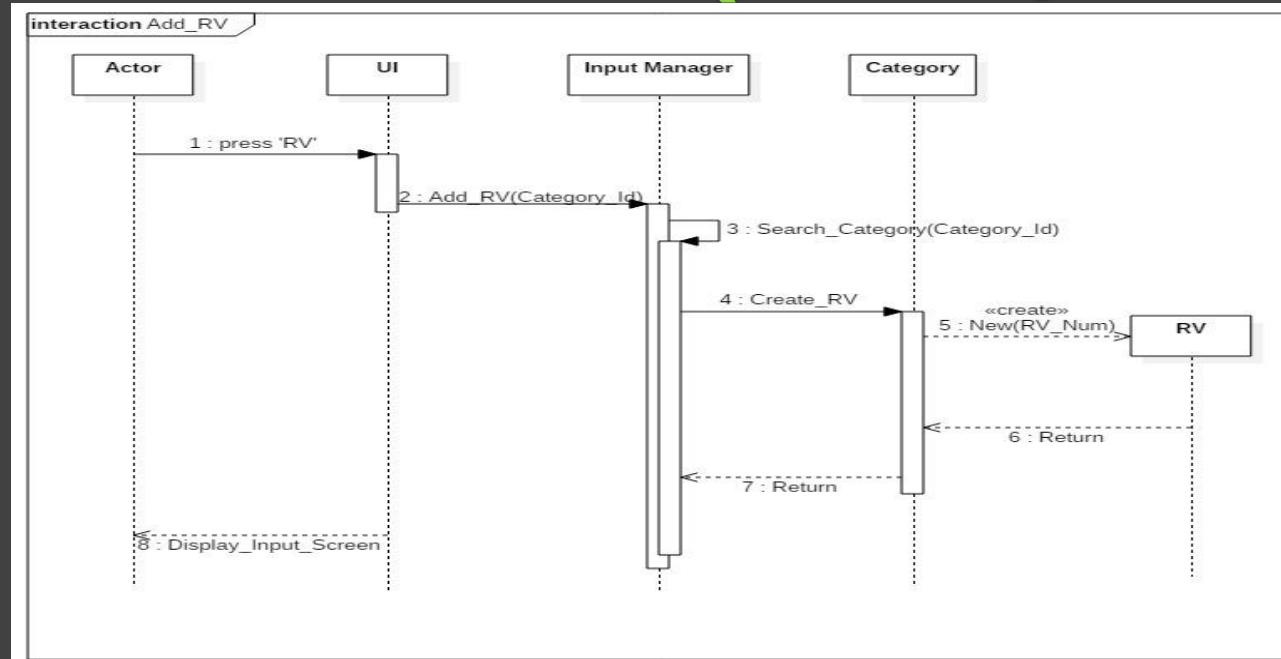 interaction Add_RV
Actor
UI
Input Manager
Category
1 : press 'RV'
2 : Add_RV(Category_Id)
3 : Search_Category(Category_Id)
4 : Create_RV
«create»
5 : New(RV_Num)
RV
6 : Return
7 : Return
8 : Display_Input_Screen